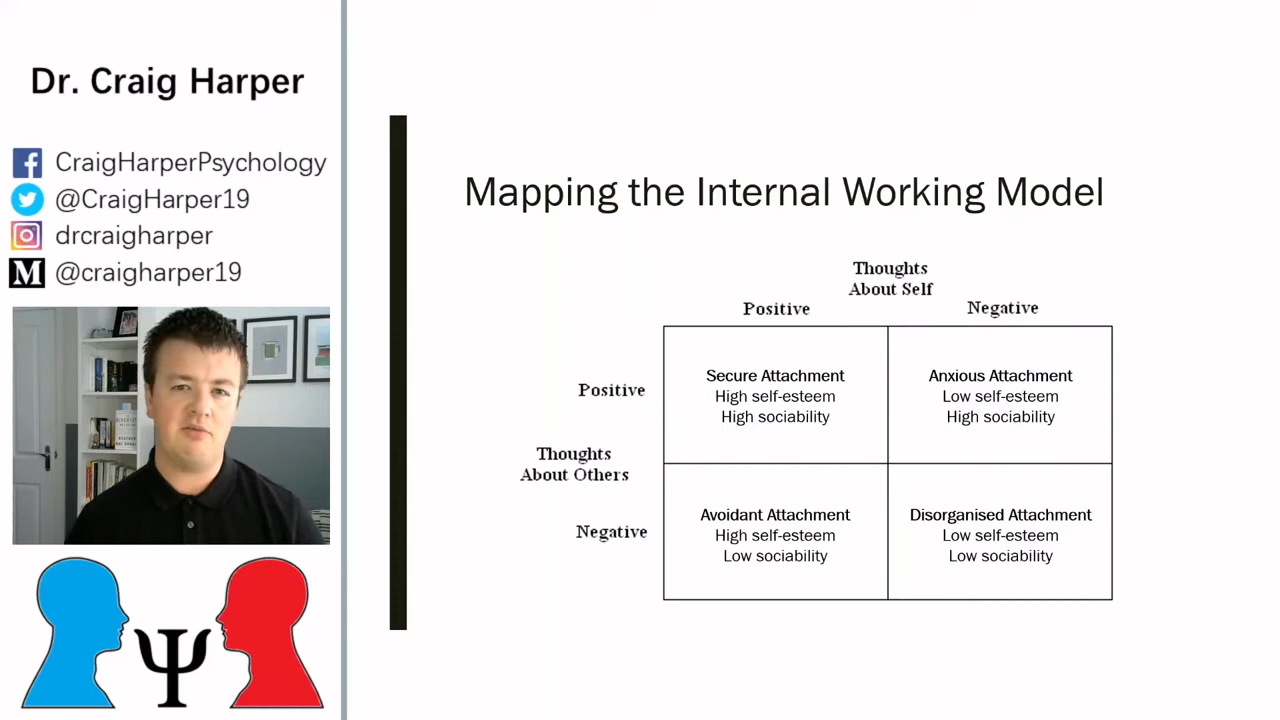 Dr. Craig Harper
CraigHarperPsychology
@CraigHarper19
drcraigharper
M @craigharper19
Ψ
Mapping the Internal Working Model
Thoughts
About Self
Positive Negative
Positive
Thoughts
About Others
Negative
Secure Attachment
High self-esteem
High sociability
Anxious Attachment
Low self-esteem
High sociability
Avoidant Attachment
High self-esteem
Low sociability
Disorganised Attachment
Low self-esteem
Low sociability